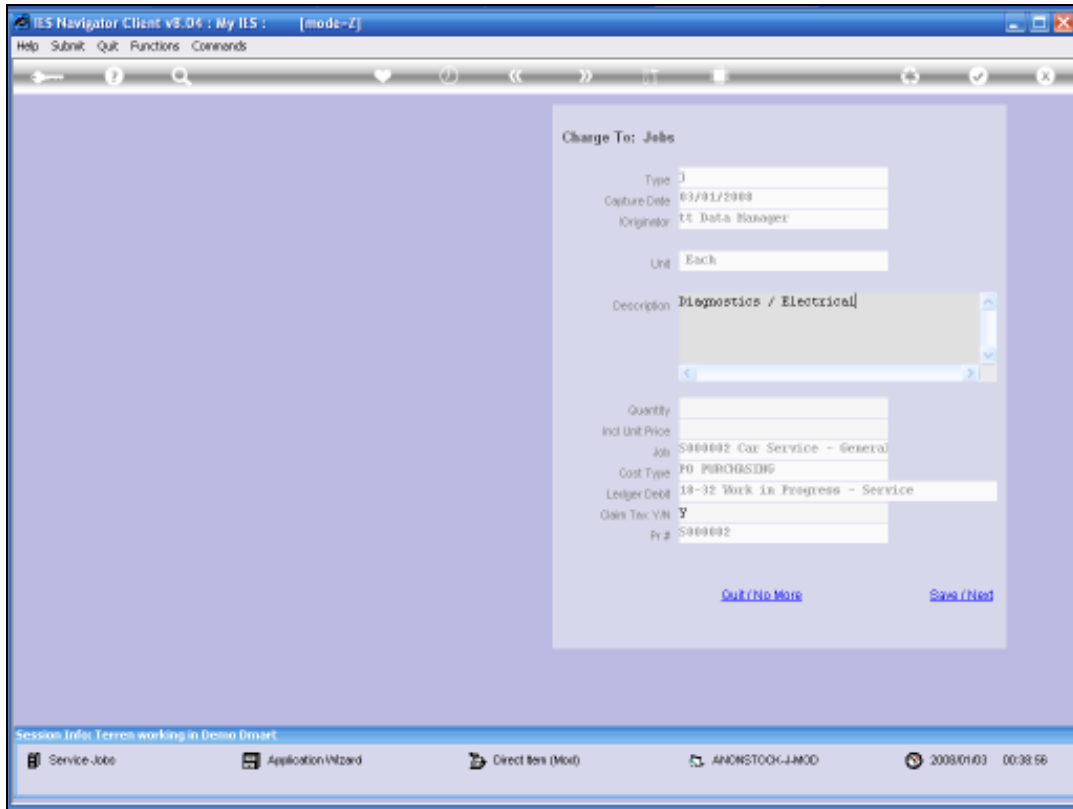 IES Navigator Client v8.04 : My IES : [mode=Z]
Help Submit Quit Functions Commands
Charge To: Jobs
Type J
Capture Date 03/01/2008
!Originator tt Data Manager
Unit Each
Description Diagnostics / Electrical
Quantity
Incl Unit Price
Job S000002 Car Service - General
Cost Type PO PURCHASING
Ledger Debit 18-32 Work in Progress - Service
Claim Tax Y/N Y
Pr # S000002
Quit / No More Save / Next
Session Info: Terren working in Demo Dmart
Service Jobs Application Wizard Direct Item (Mod) ANONSTOCK-J-MOD 2008/01/03 00:38:56